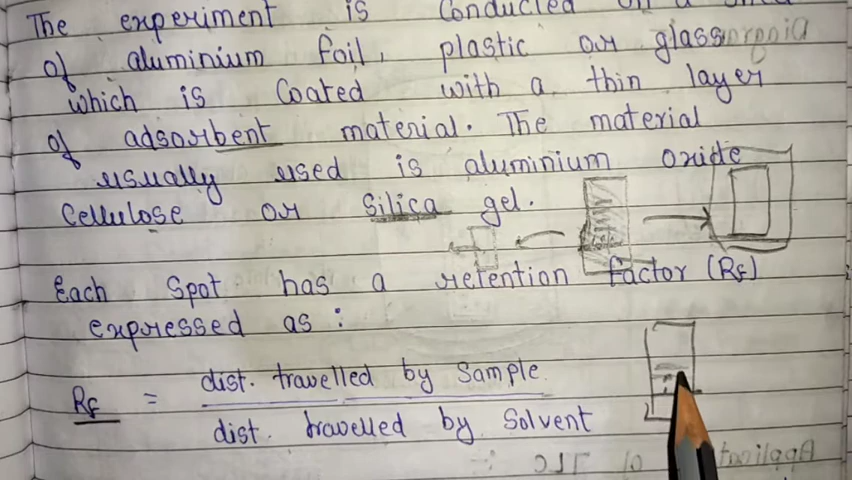 The experiment is Conducted on a
of aluminium foil, plastic or glass
which is Coated with a thin layer
of adsorbent material. The material
usually used is aluminium oxide
Cellulose or Silica gel.
Each Spot has a retention factor (Rf)
expressed as :
Rf = dist. travelled by Sample
dist. travelled by Solvent